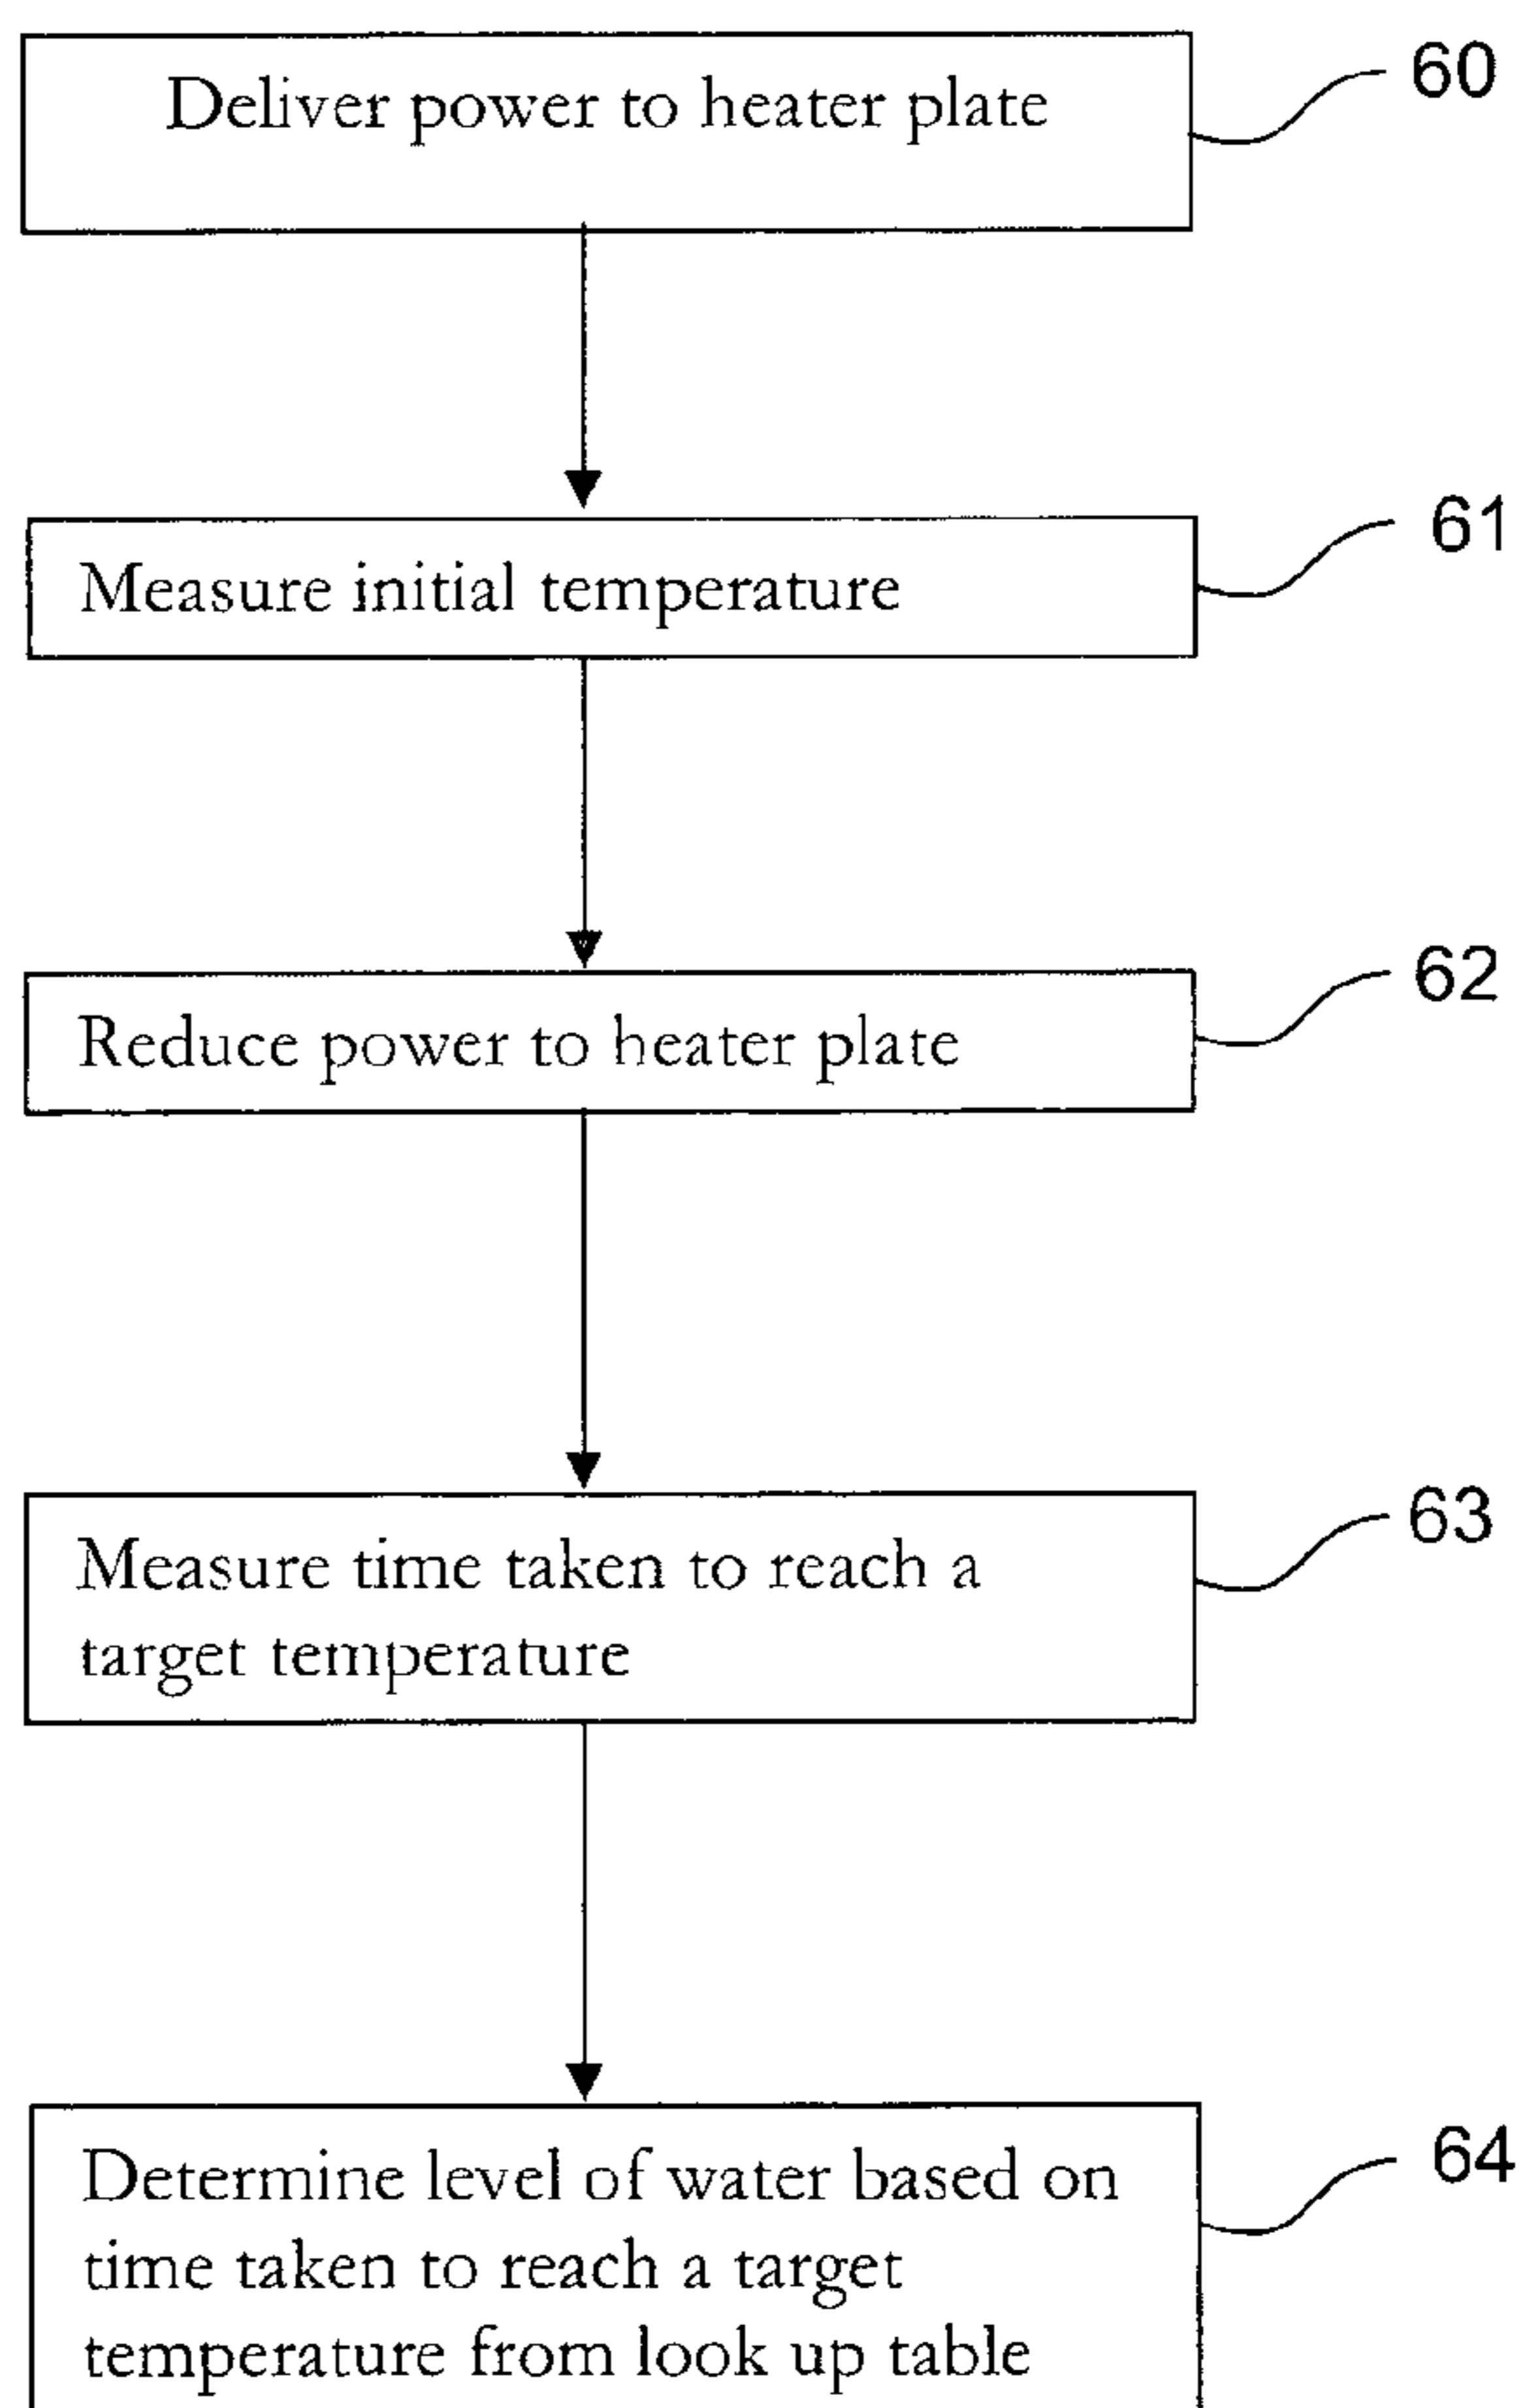 Deliver power to heater plate
60
Measure initial temperature
61
Reduce power to heater plate
62
Measure time taken to reach a
target temperature
63
Determine level of water based on
time taken to reach a target
temperature from look up table
64